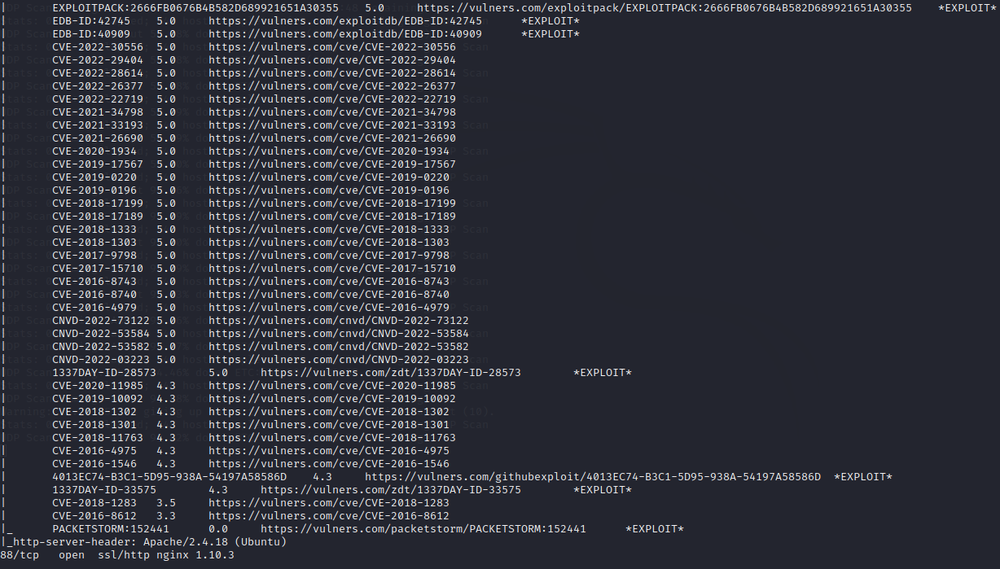 | EXPLOITPACK:2666FB0676B4B582D689921651A30355 5.0 https://vulners.com/exploitpack/EXPLOITPACK:2666FB0676B4B582D689921651A30355 *EXPLOIT*
| EDB-ID:42745 5.0 https://vulners.com/exploitdb/EDB-ID:42745 *EXPLOIT*
| EDB-ID:40909 5.0 https://vulners.com/exploitdb/EDB-ID:40909 *EXPLOIT*
| CVE-2022-30556 5.0 https://vulners.com/cve/CVE-2022-30556
| CVE-2022-29404 5.0 https://vulners.com/cve/CVE-2022-29404
| CVE-2022-28614 5.0 https://vulners.com/cve/CVE-2022-28614
| CVE-2022-26377 5.0 https://vulners.com/cve/CVE-2022-26377
| CVE-2022-22719 5.0 https://vulners.com/cve/CVE-2022-22719
| CVE-2021-34798 5.0 https://vulners.com/cve/CVE-2021-34798
| CVE-2021-33193 5.0 https://vulners.com/cve/CVE-2021-33193
| CVE-2021-26690 5.0 https://vulners.com/cve/CVE-2021-26690
| CVE-2020-1934 5.0 https://vulners.com/cve/CVE-2020-1934
| CVE-2019-17567 5.0 https://vulners.com/cve/CVE-2019-17567
| CVE-2019-0220 5.0 https://vulners.com/cve/CVE-2019-0220
| CVE-2019-0196 5.0 https://vulners.com/cve/CVE-2019-0196
| CVE-2018-17199 5.0 https://vulners.com/cve/CVE-2018-17199
| CVE-2018-17189 5.0 https://vulners.com/cve/CVE-2018-17189
| CVE-2018-1333 5.0 https://vulners.com/cve/CVE-2018-1333
| CVE-2018-1303 5.0 https://vulners.com/cve/CVE-2018-1303
| CVE-2017-9798 5.0 https://vulners.com/cve/CVE-2017-9798
| CVE-2017-15710 5.0 https://vulners.com/cve/CVE-2017-15710
| CVE-2016-8743 5.0 https://vulners.com/cve/CVE-2016-8743
| CVE-2016-8740 5.0 https://vulners.com/cve/CVE-2016-8740
| CVE-2016-4979 5.0 https://vulners.com/cve/CVE-2016-4979
| CNVD-2022-73122 5.0 https://vulners.com/cnvd/CNVD-2022-73122
| CNVD-2022-53584 5.0 https://vulners.com/cnvd/CNVD-2022-53584
| CNVD-2022-53582 5.0 https://vulners.com/cnvd/CNVD-2022-53582
| CNVD-2022-03223 5.0 https://vulners.com/cnvd/CNVD-2022-03223
| 1337DAY-ID-28573 5.0 https://vulners.com/zdt/1337DAY-ID-28573 *EXPLOIT*
| CVE-2020-11985 4.3 https://vulners.com/cve/CVE-2020-11985
| CVE-2019-10092 4.3 https://vulners.com/cve/CVE-2019-10092
| CVE-2018-1302 4.3 https://vulners.com/cve/CVE-2018-1302
| CVE-2018-1301 4.3 https://vulners.com/cve/CVE-2018-1301
| CVE-2018-11763 4.3 https://vulners.com/cve/CVE-2018-11763
| CVE-2016-4975 4.3 https://vulners.com/cve/CVE-2016-4975
| CVE-2016-1546 4.3 https://vulners.com/cve/CVE-2016-1546
| 4013EC74-B3C1-5D95-938A-54197A58586D 4.3 https://vulners.com/githubexploit/4013EC74-B3C1-5D95-938A-54197A58586D *EXPLOIT*
| 1337DAY-ID-33575 4.3 https://vulners.com/zdt/1337DAY-ID-33575 *EXPLOIT*
| CVE-2018-1283 3.5 https://vulners.com/cve/CVE-2018-1283
| CVE-2016-8612 3.3 https://vulners.com/cve/CVE-2016-8612
|_ PACKETSTORM:152441 0.0 https://vulners.com/packetstorm/PACKETSTORM:152441 *EXPLOIT*
|_http-server-header: Apache/2.4.18 (Ubuntu)
88/tcp open ssl/http nginx 1.10.3